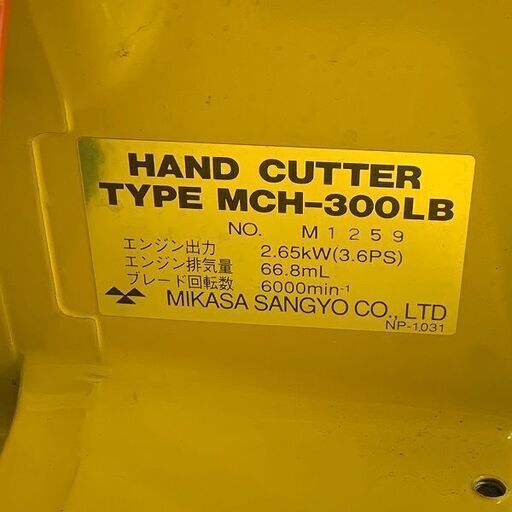 HAND CUTTER
TYPE MCH-300LB
NO. M1259
エンジン出力 2.65kW(3.6PS)
エンジン排気量 66.8mL
ブレード回転数 6000min⁻¹
MIKASA SANGYO CO., LTD
NP-1031